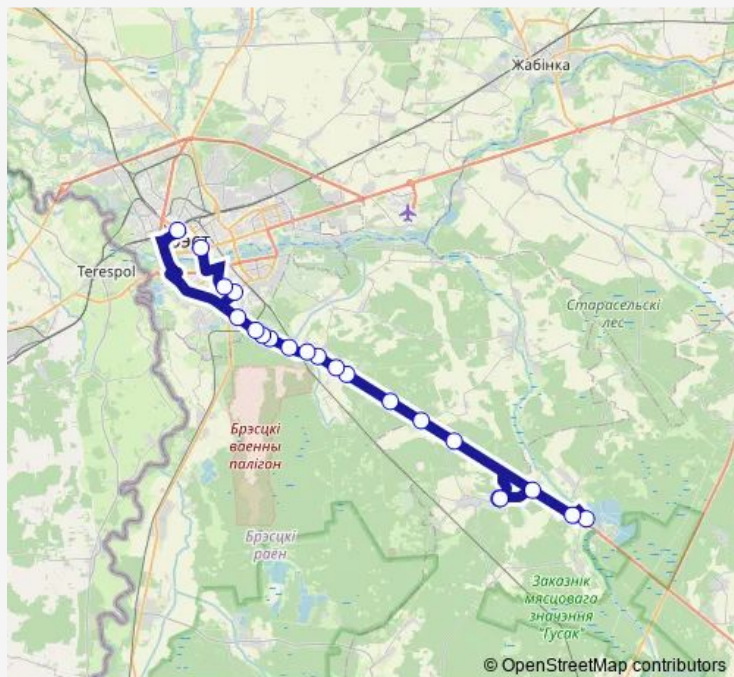 Жабінка
Terespol
Старасельскі
лес
Брэсцкі
ваенны
палігон
Брэсцкі
раён
Заказнік
мясцовага
значэння
"Гусак"
© OpenStreetMap contributors